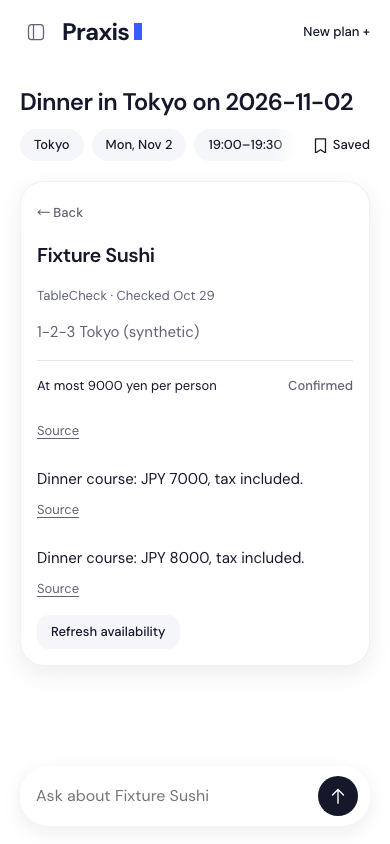 Praxis
New plan +
Dinner in Tokyo on 2026-11-02
Tokyo
Mon, Nov 2
19:00–19:30
Saved
← Back
Fixture Sushi
TableCheck · Checked Oct 29
1-2-3 Tokyo (synthetic)
At most 9000 yen per person
Confirmed
Source
Dinner course: JPY 7000, tax included.
Source
Dinner course: JPY 8000, tax included.
Source
Refresh availability
Ask about Fixture Sushi